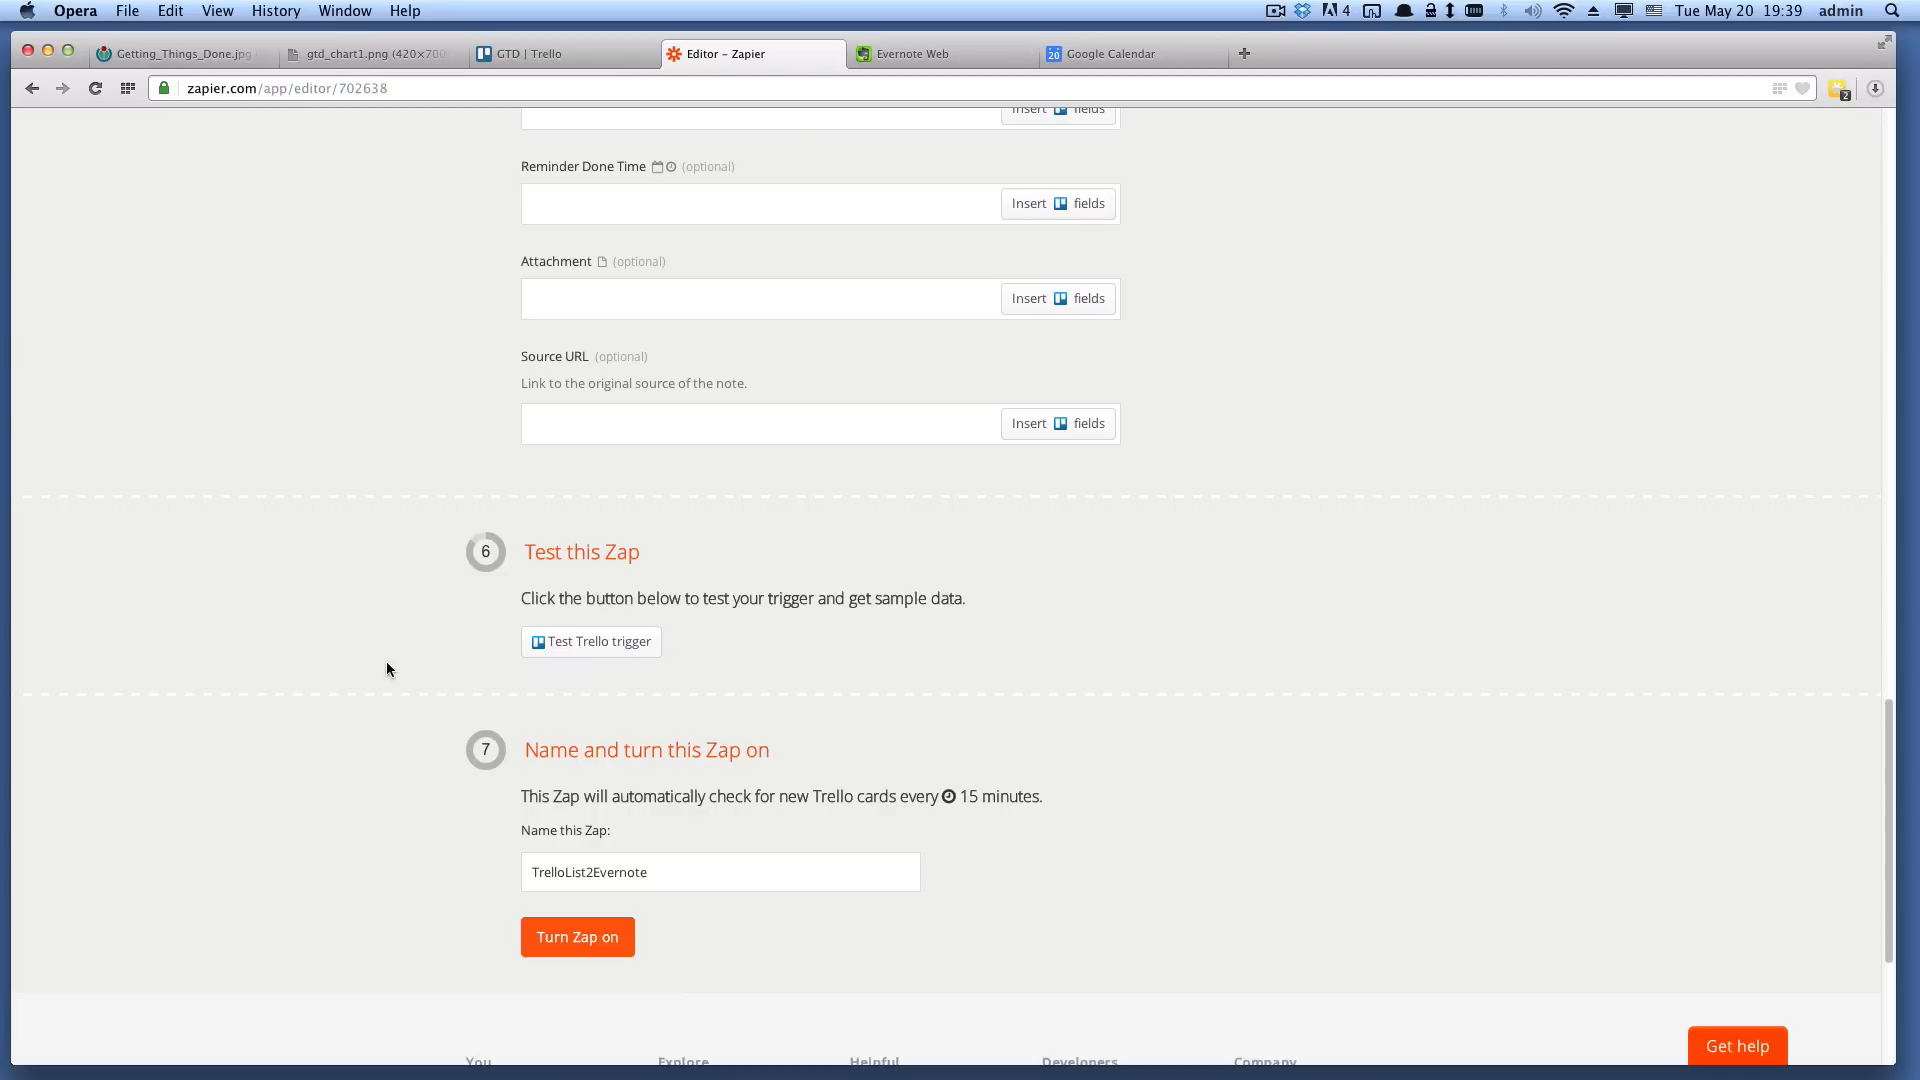 Opera File Edit View History Window Help 4 Tue May 20 19:39 admin
Getting_Things_Done.jpg gtd_chart1.png (420×700 GTD | Trello Editor – Zapier Evernote Web 20 Google Calendar
zapier.com/app/editor/702638 2
Insert fields
Reminder Done Time (optional)
Insert fields
Attachment (optional)
Insert fields
Source URL (optional)
Link to the original source of the note.
Insert fields
6 Test this Zap
Click the button below to test your trigger and get sample data.
Test Trello trigger
7 Name and turn this Zap on
This Zap will automatically check for new Trello cards every 15 minutes.
Name this Zap:
TrelloList2Evernote
Turn Zap on
Get help
You Explore Helpful Developers Company